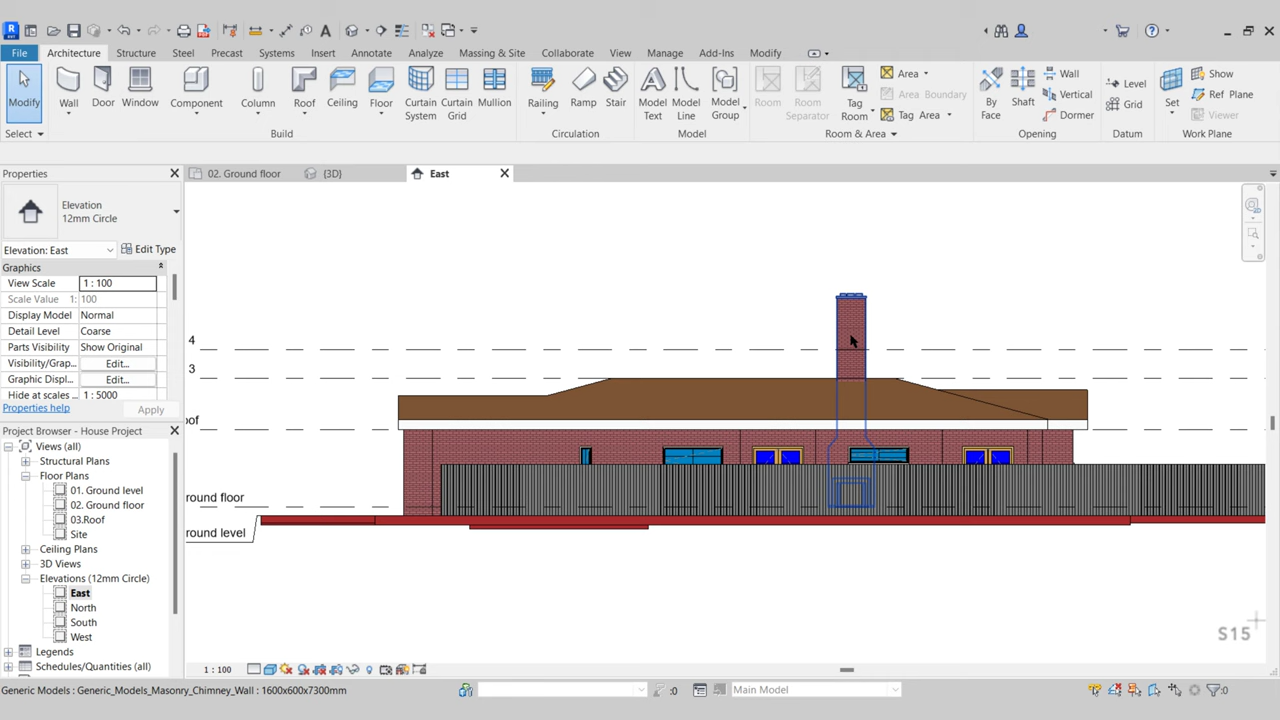 File
Architecture
Structure
Steel
Precast
Systems
Insert
Annotate
Analyze
Massing & Site
Collaborate
View
Manage
Add-Ins
Modify
Modify
Wall
Door
Window
Component
Column
Roof
Ceiling
Floor
Curtain System
Curtain Grid
Mullion
Railing
Ramp
Stair
Model Text
Model Line
Model Group
Room
Room Separator
Tag Room
Area
Area Boundary
Tag Area
By Face
Shaft
Wall
Vertical
Dormer
Level
Grid
Set
Show
Ref Plane
Viewer
Select
Build
Circulation
Model
Room & Area
Opening
Datum
Work Plane
Properties
02. Ground floor
{3D}
East
Elevation
12mm Circle
Elevation: East
Edit Type
Graphics
View Scale
1 : 100
Scale Value 1:
100
Display Model
Normal
Detail Level
Coarse
Parts Visibility
Show Original
Visibility/Grap...
Edit...
Graphic Displ...
Edit...
Hide at scales ...
1 : 5000
Properties help
Apply
Project Browser - House Project
Views (all)
Structural Plans
Floor Plans
01. Ground level
02. Ground floor
03.Roof
Site
Ceiling Plans
3D Views
Elevations (12mm Circle)
East
North
South
West
Legends
Schedules/Quantities (all)
4
3
oof
round floor
round level
S15
1 : 100
Generic Models : Generic_Models_Masonry_Chimney_Wall : 1600x600x7300mm
:0
Main Model
:0